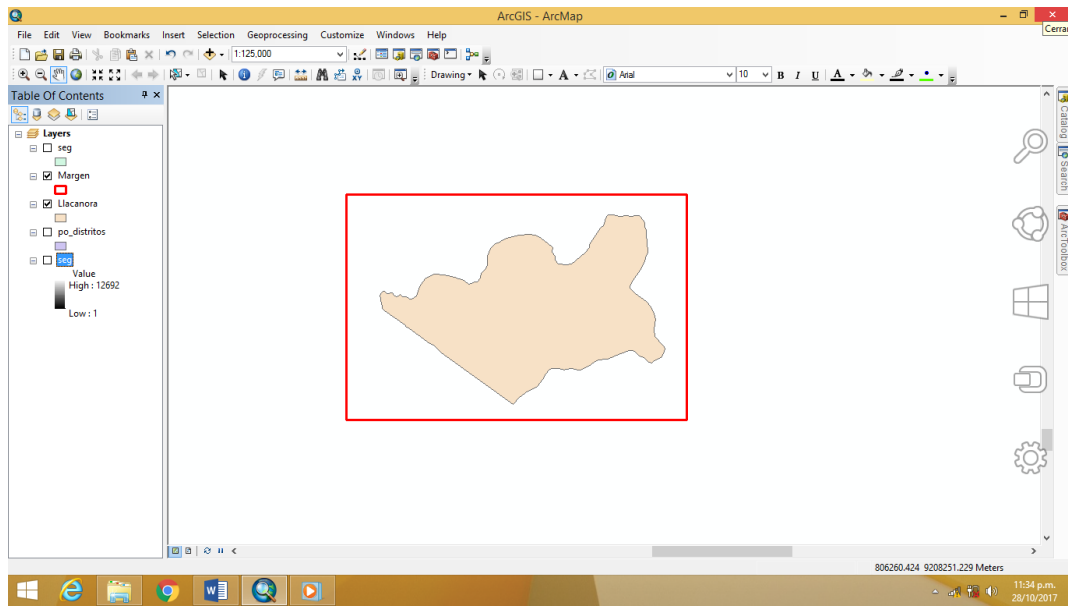 ArcGIS - ArcMap
Cerrar
File Edit View Bookmarks Insert Selection Geoprocessing Customize Windows Help
1:125,000
Drawing A Arial 10 B I U A
Table Of Contents
Layers
seg
Margen
Llacanora
po_distritos
seg
Value
High : 12692
Low : 1
Catalog
Search
ArcToolbox
806260.424 9208251.229 Meters
11:34 p.m.
28/10/2017